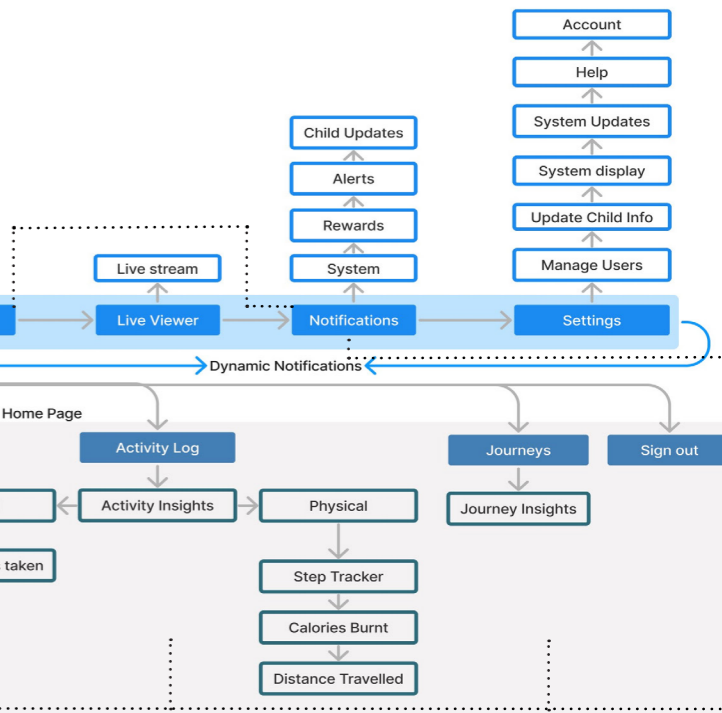 Account
Help
System Updates
Child Updates
Alerts
System display
Rewards
Update Child Info
Live stream
System
Manage Users
Live Viewer
Notifications
Settings
Dynamic Notifications
Home Page
Activity Log
Journeys
Sign out
Activity Insights
Physical
Journey Insights
taken
Step Tracker
Calories Burnt
Distance Travelled